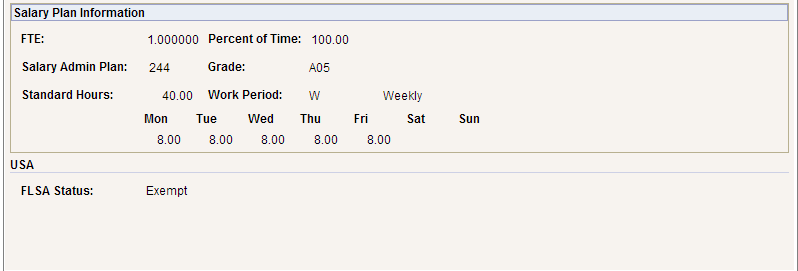 Salary Plan Information
FTE: 1.000000 Percent of Time: 100.00
Salary Admin Plan: 244 Grade: A05
Standard Hours: 40.00 Work Period: W Weekly
Mon Tue Wed Thu Fri Sat Sun
8.00 8.00 8.00 8.00 8.00
USA
FLSA Status: Exempt